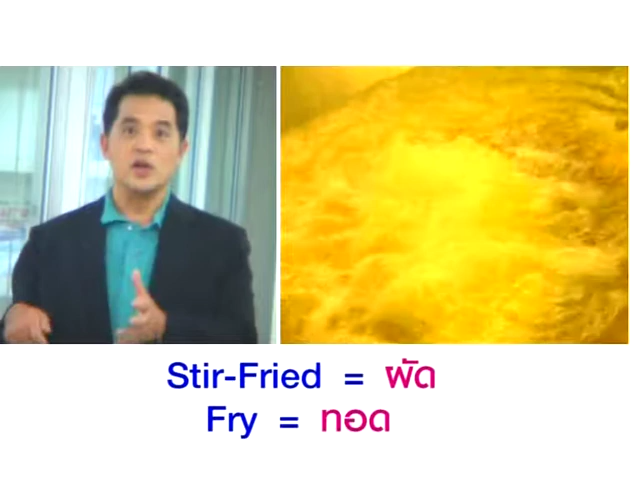 Stir-Fried = ผัด
Fry = ทอด